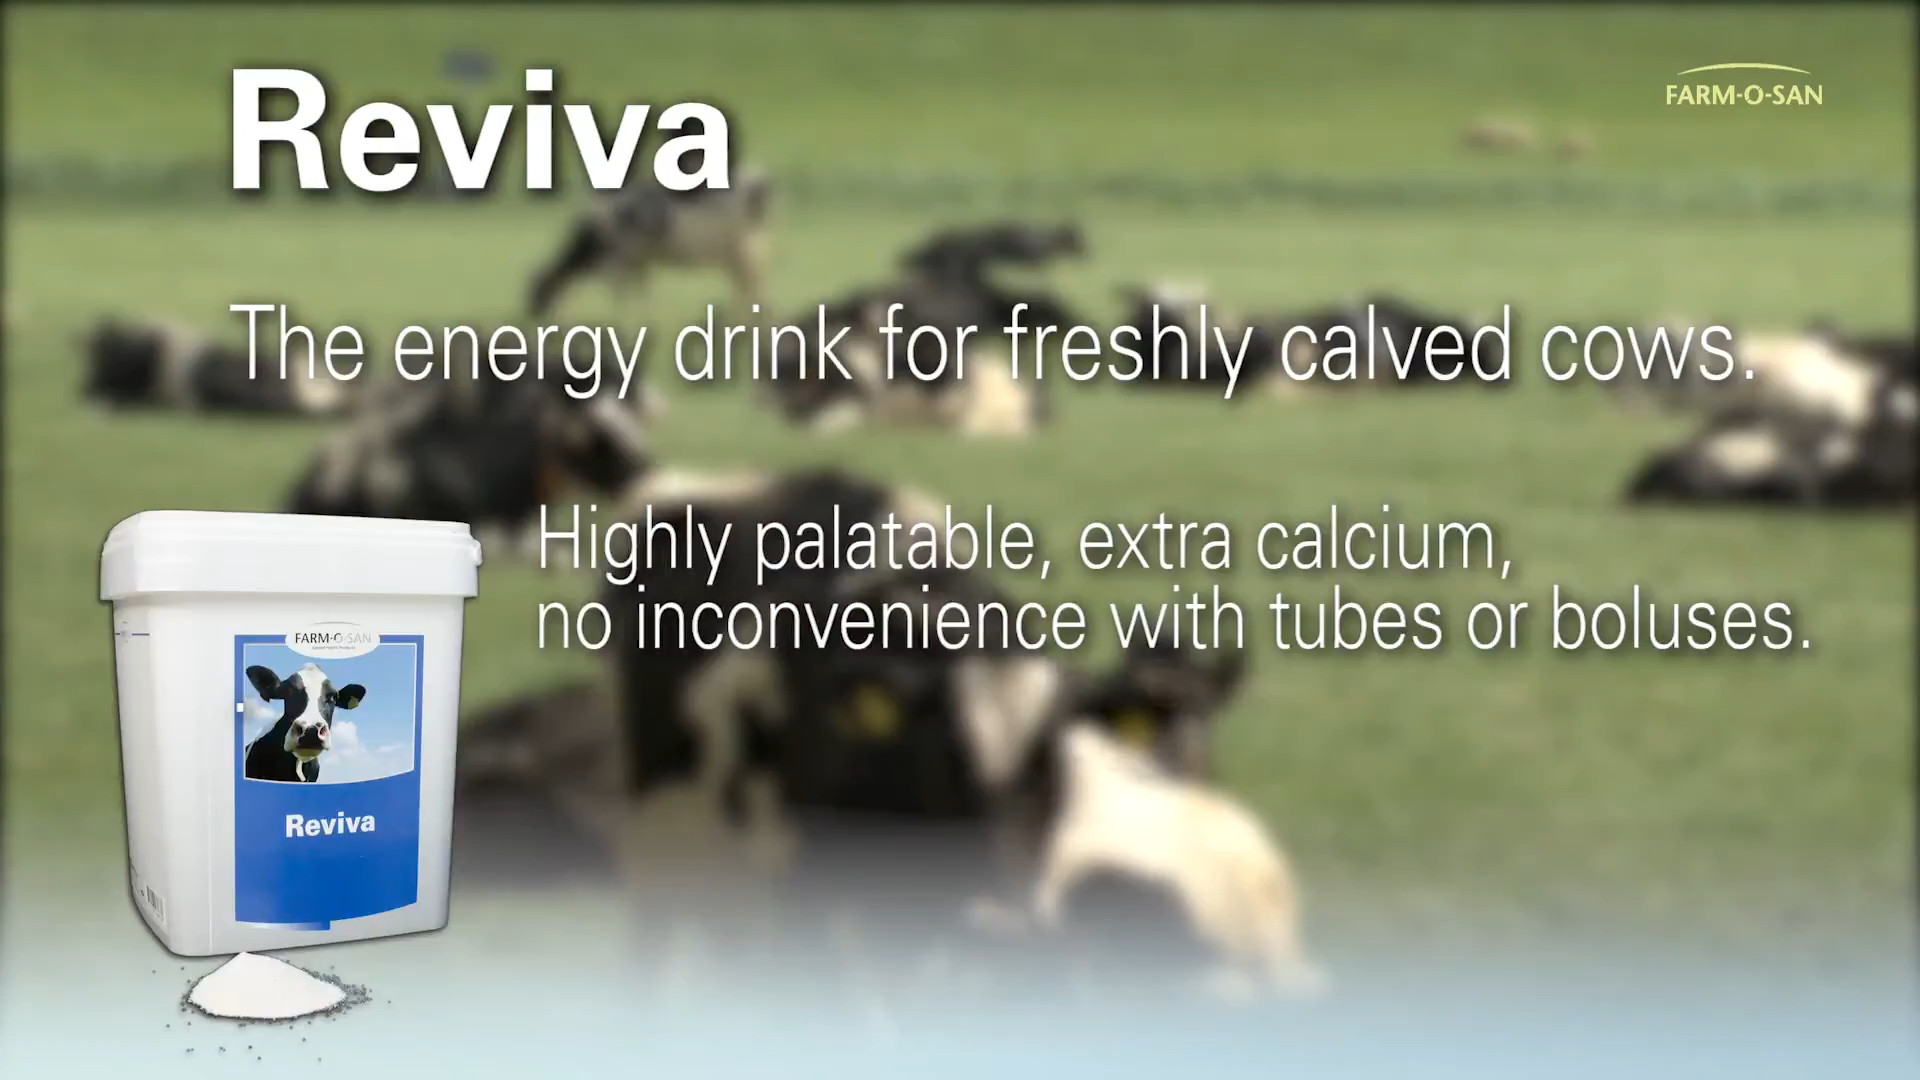 Reviva
FARM-O-SAN
The energy drink for freshly calved cows.
Highly palatable, extra calcium,
no inconvenience with tubes or boluses.
FARM-O-SAN
Reviva